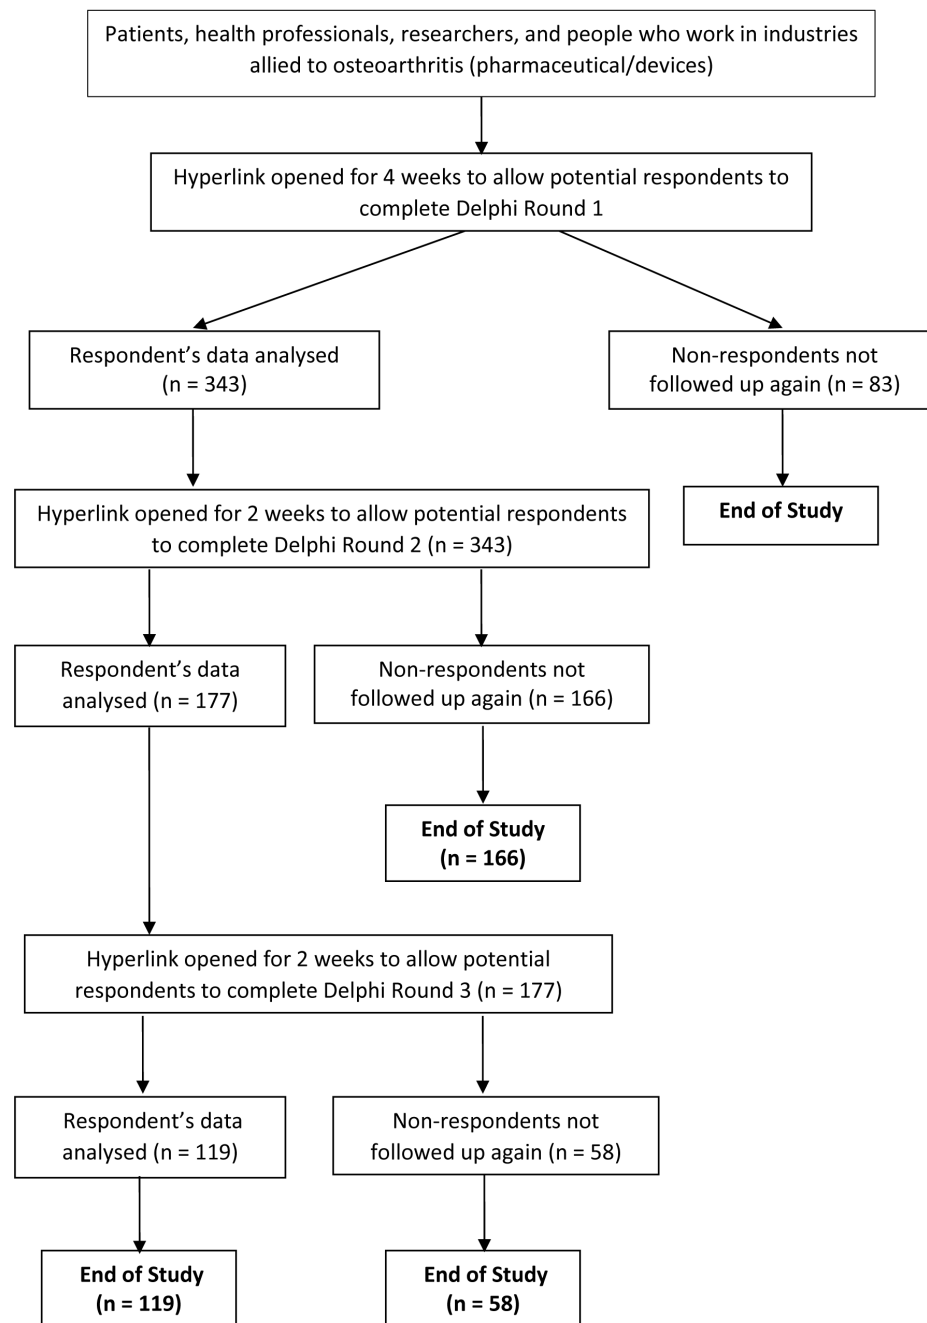 Patients, health professionals, researchers, and people who work in industries
allied to osteoarthritis (pharmaceutical/devices)
Hyperlink opened for 4 weeks to allow potential respondents to
complete Delphi Round 1
Respondent’s data analysed
(n = 343)
Non-respondents not
followed up again (n = 83)
End of Study
Hyperlink opened for 2 weeks to allow potential respondents
to complete Delphi Round 2 (n = 343)
Respondent’s data
analysed (n = 177)
Non-respondents not
followed up again (n = 166)
End of Study
(n = 166)
Hyperlink opened for 2 weeks to allow potential
respondents to complete Delphi Round 3 (n = 177)
Respondent’s data
analysed (n = 119)
Non-respondents not
followed up again (n = 58)
End of Study
(n = 119)
End of Study
(n = 58)